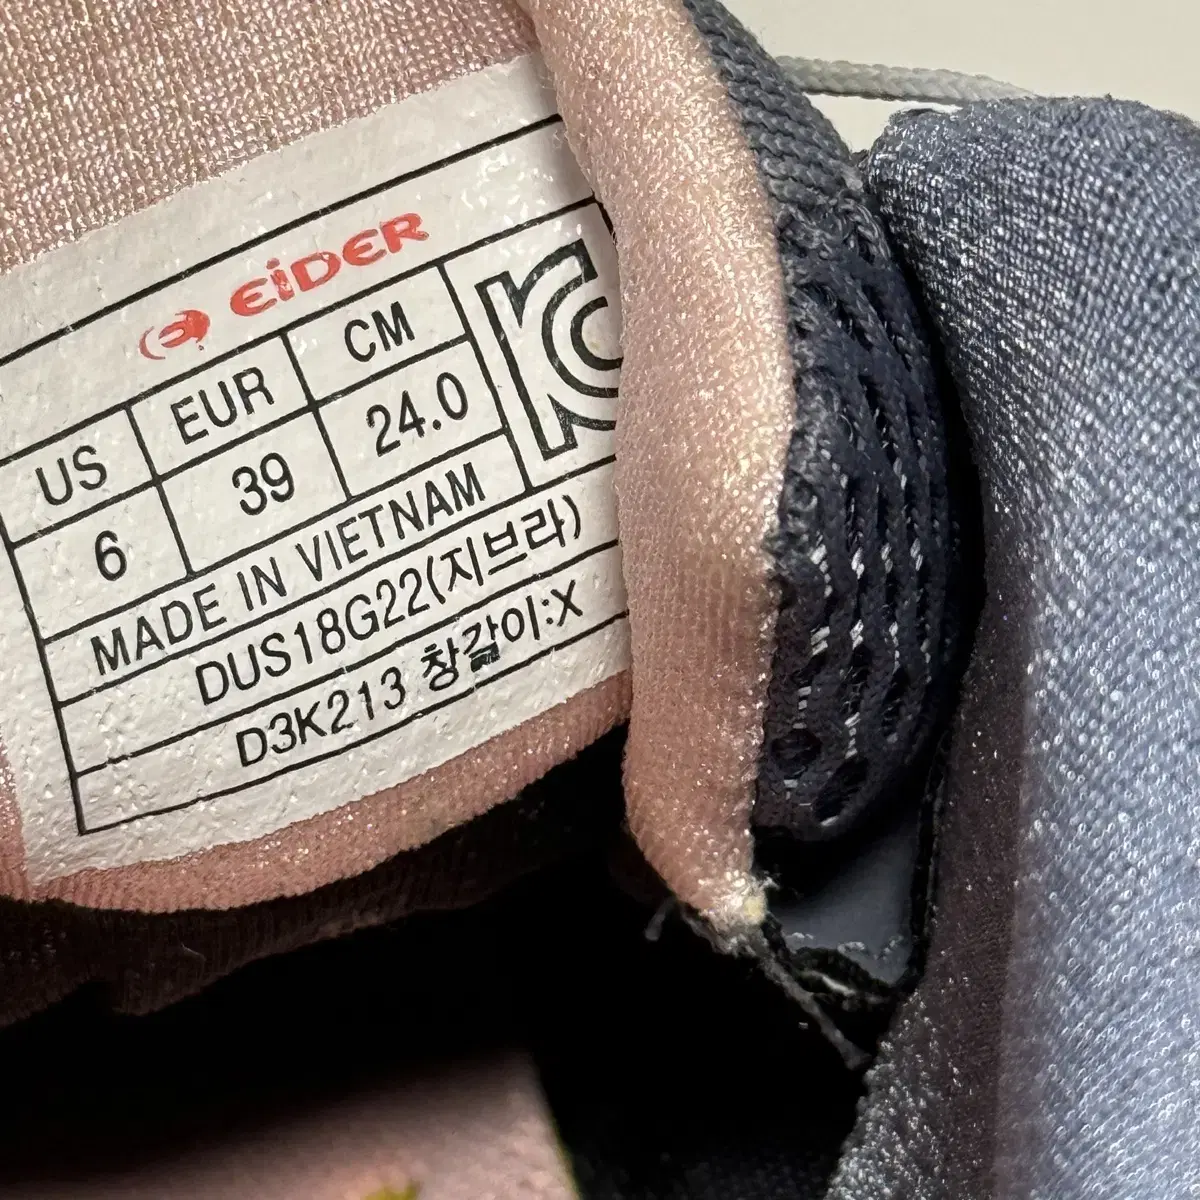 EiDER
US EUR CM
6 39 24.0
MADE IN VIETNAM
DUS18G22(지브라)
D3K213 창갈이:X